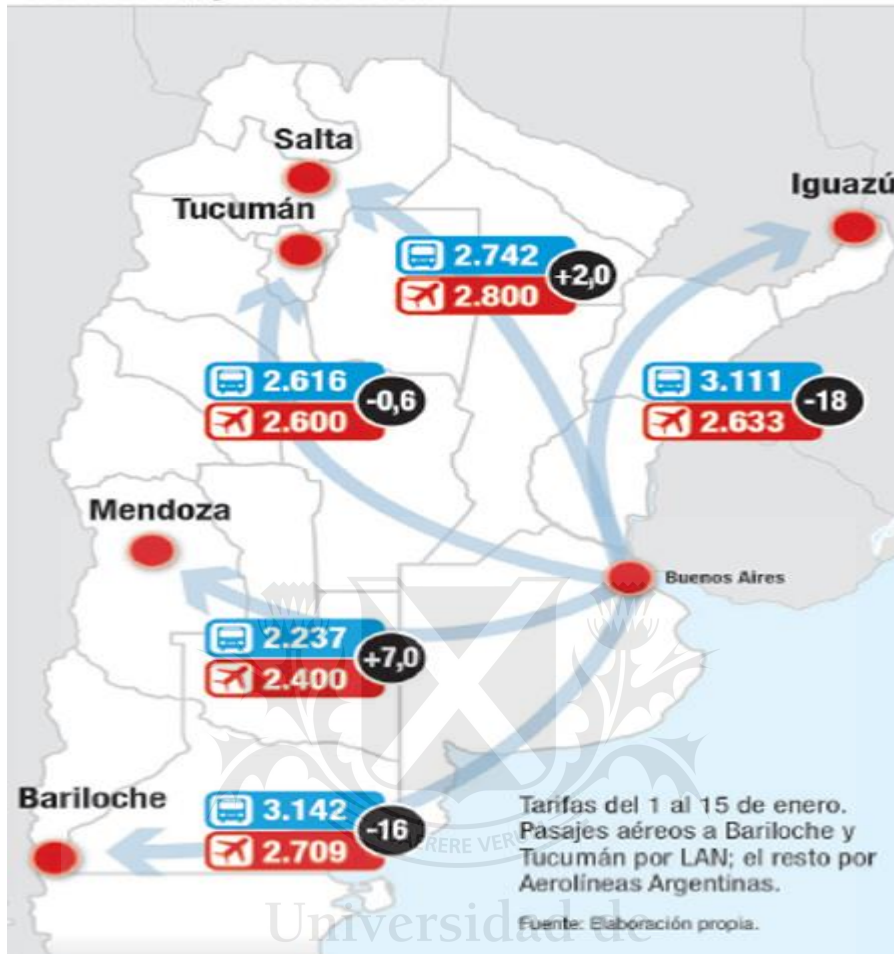 Salta
Iguazú
Tucumán
2.742
+2,0
2.800
2.616
-0,6
2.600
3.111
-18
2.633
Mendoza
Buenos Aires
2.237
+7,0
2.400
Bariloche
3.142
-16
2.709
Tarifas del 1 al 15 de enero.
Pasajes aéreos a Bariloche y
Tucumán por LAN; el resto por
Aerolíneas Argentinas.
Fuente: Elaboración propia.
Universidad de